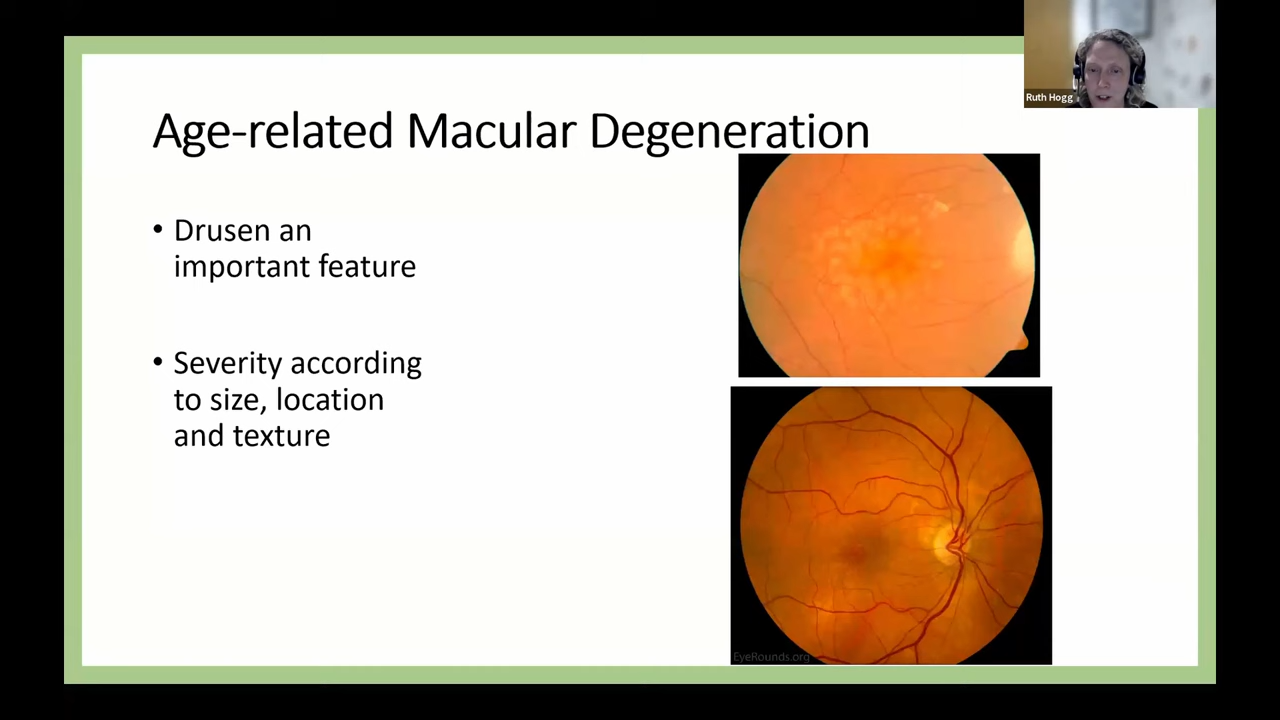 Ruth Hogg
Age-related Macular Degeneration
• Drusen an
important feature
• Severity according
to size, location
and texture
EyeRounds.org